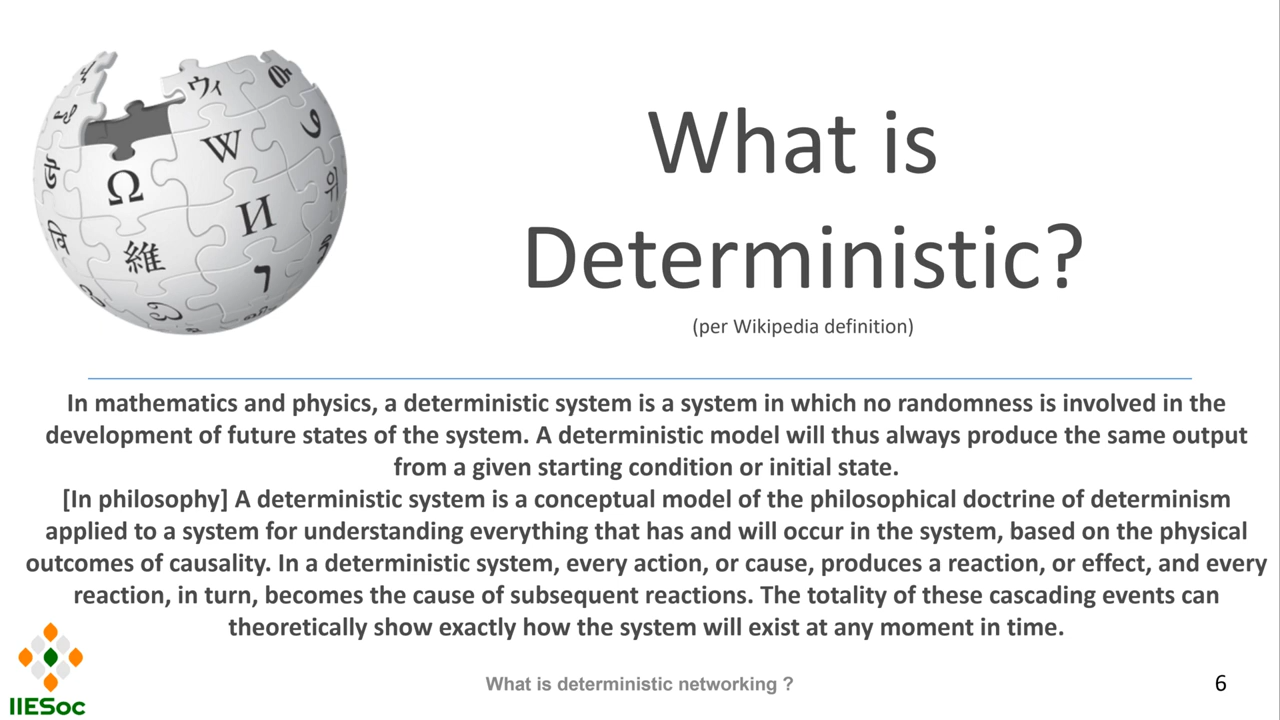 ウィ
W
Ω
И
維
What is
Deterministic?
(per Wikipedia definition)
In mathematics and physics, a deterministic system is a system in which no randomness is involved in the
development of future states of the system. A deterministic model will thus always produce the same output
from a given starting condition or initial state.
[In philosophy] A deterministic system is a conceptual model of the philosophical doctrine of determinism
applied to a system for understanding everything that has and will occur in the system, based on the physical
outcomes of causality. In a deterministic system, every action, or cause, produces a reaction, or effect, and every
reaction, in turn, becomes the cause of subsequent reactions. The totality of these cascading events can
theoretically show exactly how the system will exist at any moment in time.
IIESoc
What is deterministic networking ?
6